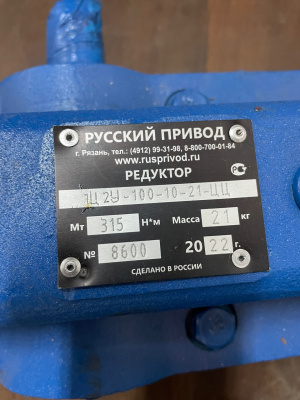 РУССКИЙ ПРИВОД
г. Рязань, тел.: (4912) 99-31-98, 8-800-700-01-84
www.rusprivod.ru
РЕДУКТОР
1Ц2У-100-10-21-ЦЦ
Мт 315 Н*м Масса 21 кг
№ 8600 2022 г.
СДЕЛАНО В РОССИИ